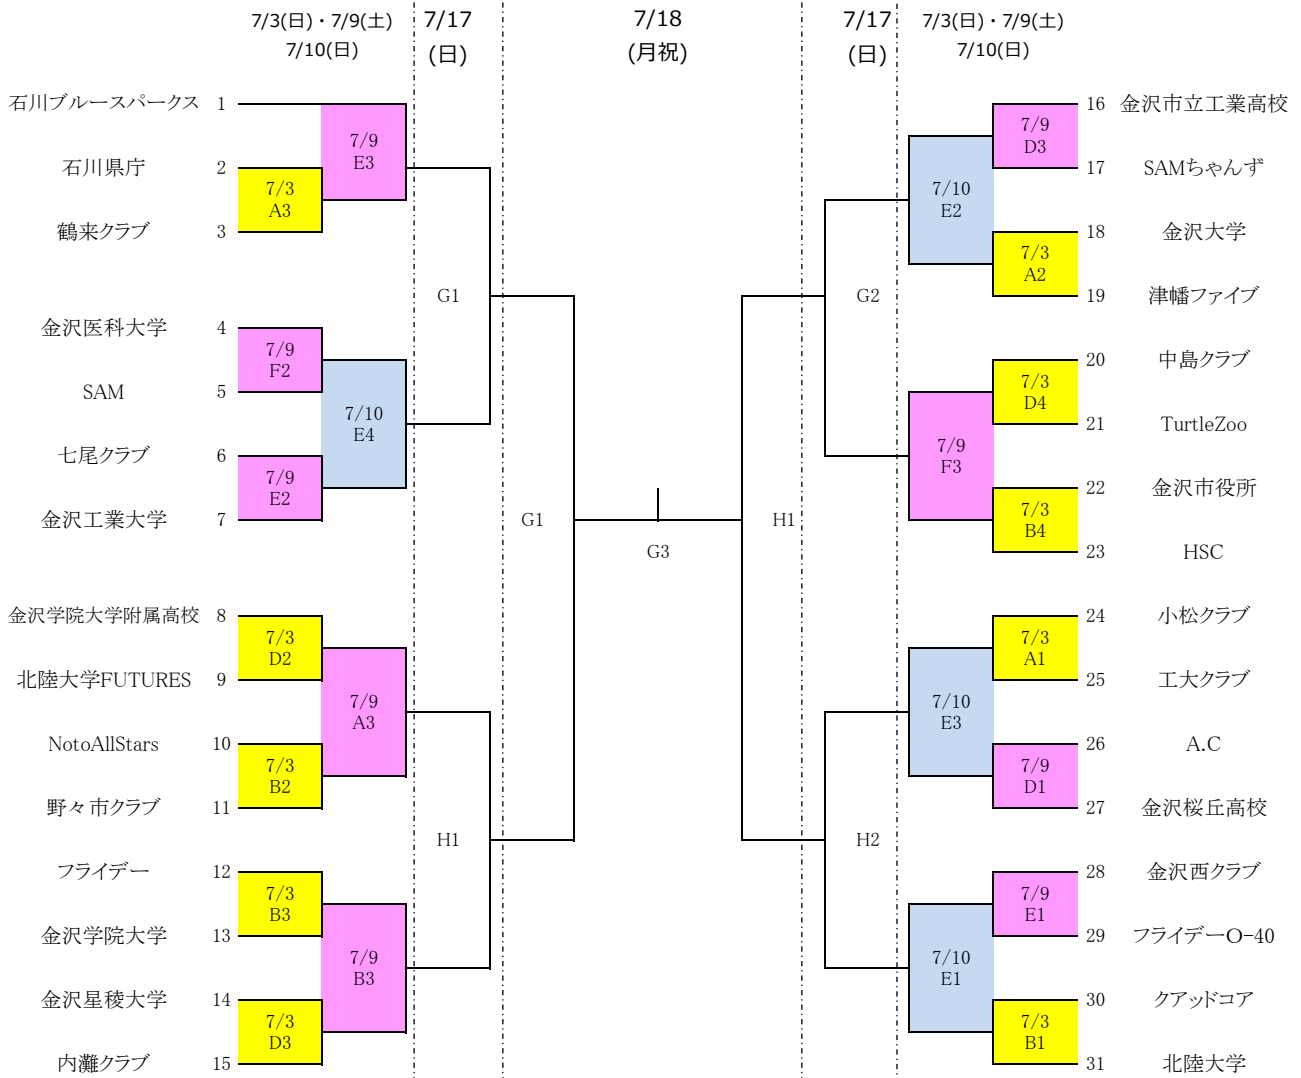 7/3(日)・7/9(土)
7/10(日)
7/17
(日)
7/18
(月祝)
7/17
(日)
7/3(日)・7/9(土)
7/10(日)
石川ブルースパークス 1
石川県庁 2
鶴来クラブ 3
金沢医科大学 4
SAM 5
七尾クラブ 6
金沢工業大学 7
金沢学院大学附属高校 8
北陸大学FUTURES 9
NotoAllStars 10
野々市クラブ 11
フライデー 12
金沢学院大学 13
金沢星稜大学 14
内灘クラブ 15
7/3
A3
7/9
F2
7/9
E2
7/3
D2
7/3
B2
7/3
B3
7/3
D3
7/9
E3
7/10
E4
7/9
A3
7/9
B3
G1
H1
G1
G3
H1
G2
H2
7/10
E2
7/9
F3
7/10
E3
7/10
E1
7/9
D3
7/3
A2
7/3
D4
7/3
B4
7/3
A1
7/9
D1
7/9
E1
7/3
B1
16 金沢市立工業高校
17 SAMちゃんず
18 金沢大学
19 津幡ファイブ
20 中島クラブ
21 TurtleZoo
22 金沢市役所
23 HSC
24 小松クラブ
25 工大クラブ
26 A.C
27 金沢桜丘高校
28 金沢西クラブ
29 フライデーO-40
30 クアッドコア
31 北陸大学